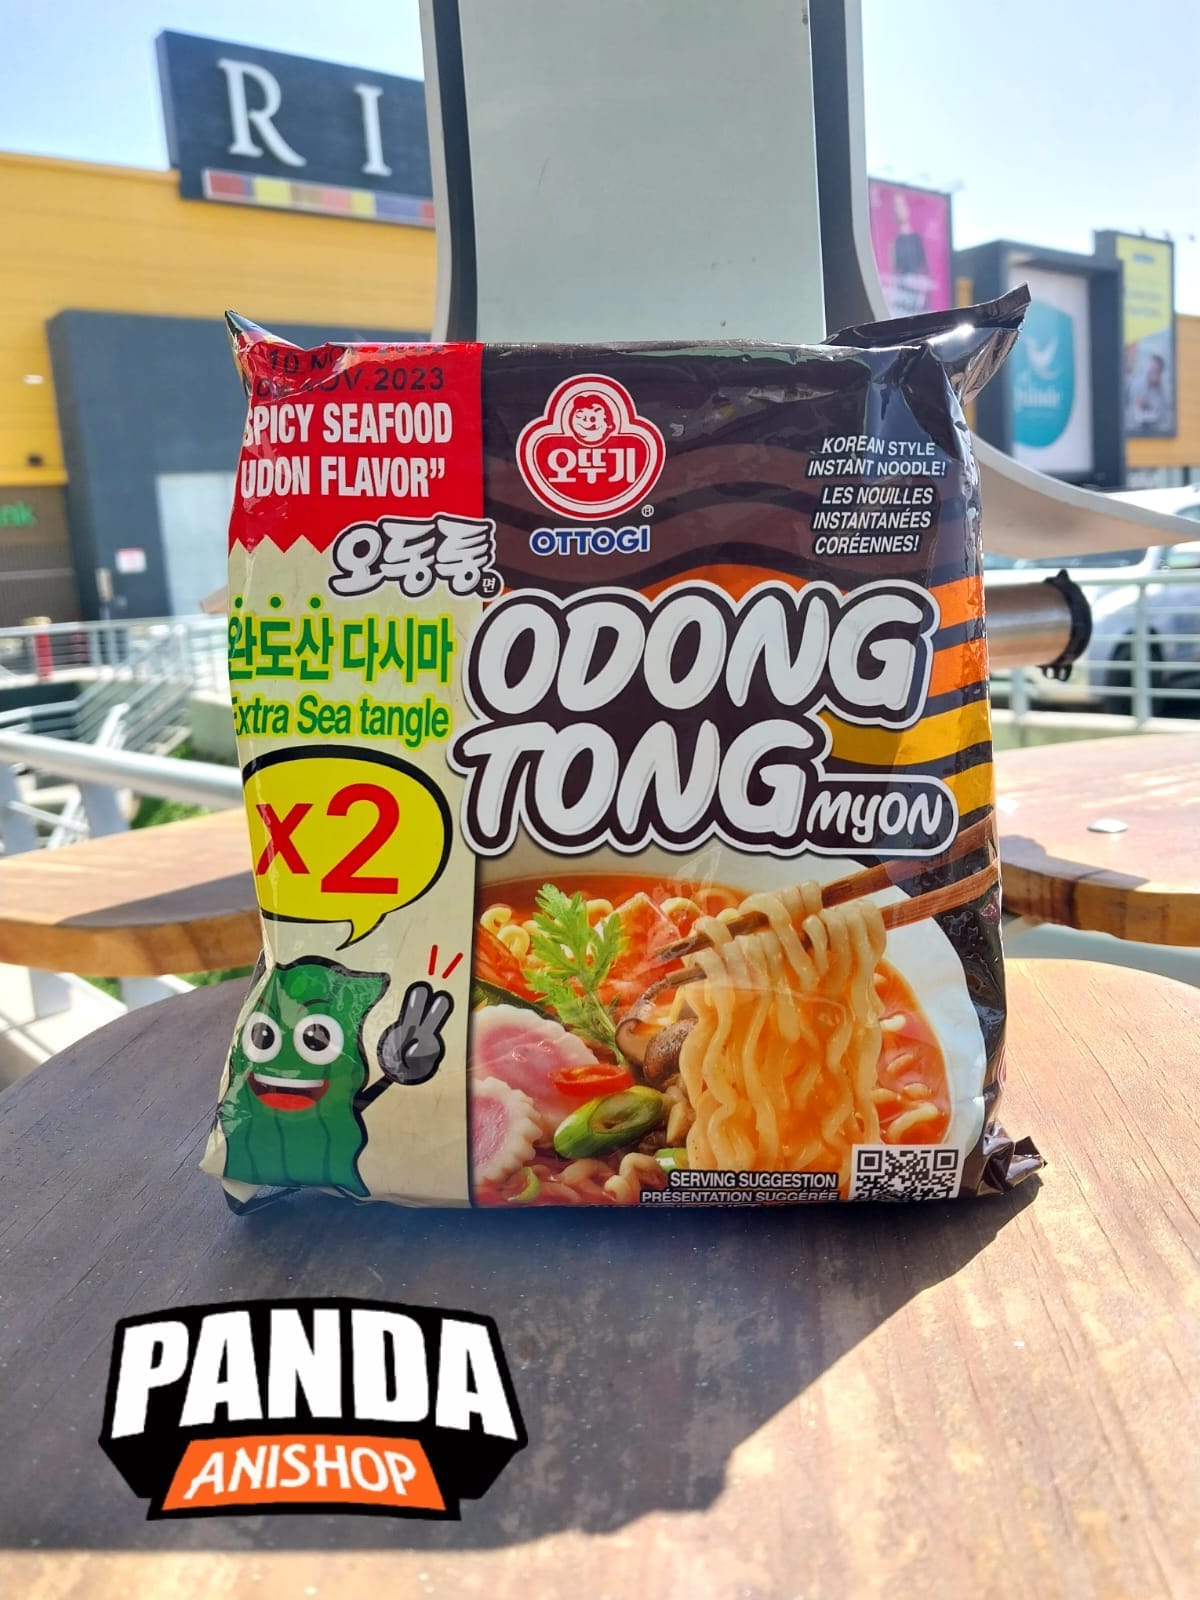 R I
NOV.2023
SPICY SEAFOOD
UDON FLAVOR"
오동통
면
완도산 다시마
Extra Sea tangle
x2
오뚜기
®
OTTOGI
KOREAN STYLE
INSTANT NOODLE!
LES NOUILLES
INSTANTANÉES
CORÉENNES!
ODONG
TONG
MYON
SERVING SUGGESTION
PRÉSENTATION SUGGÉRÉE
PANDA
ANISHOP